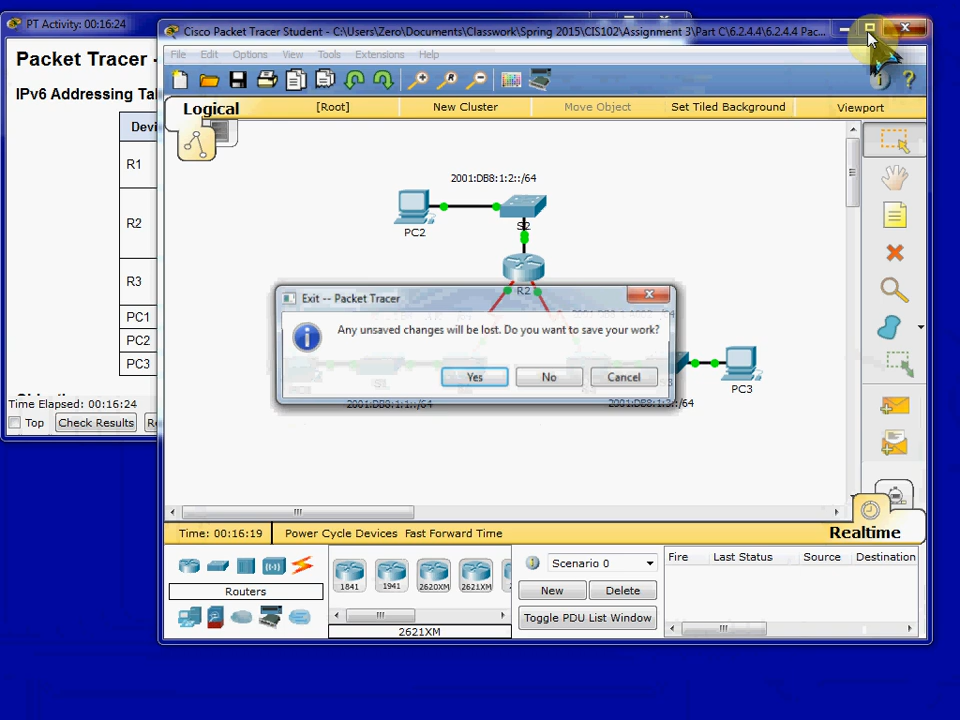 PT Activity: 00:16:24
Packet Tracer -
IPv6 Addressing Ta
Devi
R1
R2
R3
PC1
PC2
PC3
Time Elapsed: 00:16:24
Top
Check Results
Cisco Packet Tracer Student - C:\Users\Zero\Documents\Classwork\Spring 2015\CIS102\Assignment 3\Part C\6.2.4.4\6.2.4.4 Pac...
File Edit Options View Tools Extensions Help
Logical
[Root]
New Cluster
Move Object
Set Tiled Background
Viewport
2001:DB8:1:2::/64
PC2
S2
R2
Exit -- Packet Tracer
Any unsaved changes will be lost. Do you want to save your work?
Yes
No
Cancel
PC3
2001:DB8:1:1::/64
2001:DB8:1:3::/64
Time: 00:16:19
Power Cycle Devices Fast Forward Time
Realtime
Routers
1841
1941
2620XM
2621XM
2621XM
Scenario 0
New
Delete
Toggle PDU List Window
Fire
Last Status
Source
Destination